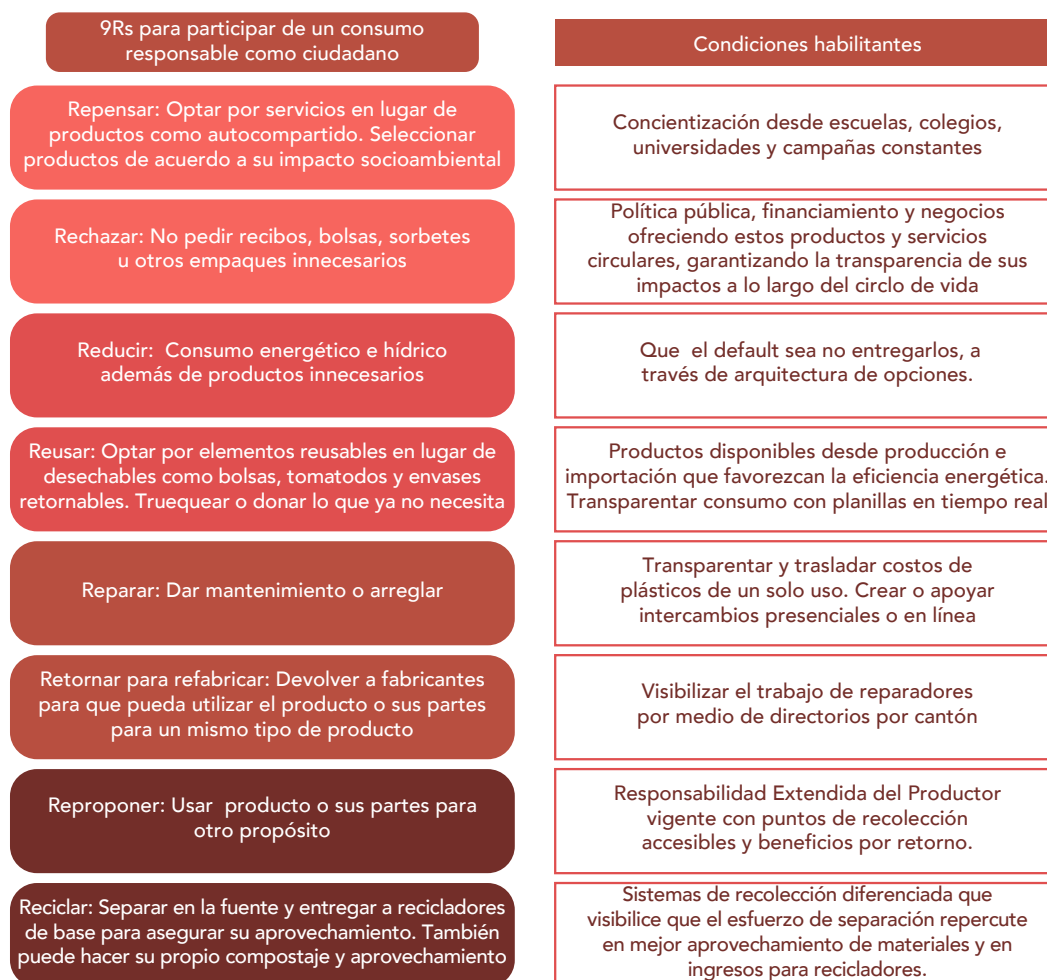 9Rs para participar de un consumo
responsable como ciudadano
Condiciones habilitantes
Repensar: Optar por servicios en lugar de
productos como autocompartido. Seleccionar
productos de acuerdo a su impacto socioambiental
Concientización desde escuelas, colegios,
universidades y campañas constantes
Rechazar: No pedir recibos, bolsas, sorbetes
u otros empaques innecesarios
Política pública, financiamiento y negocios
ofreciendo estos productos y servicios
circulares, garantizando la transparencia de sus
impactos a lo largo del circlo de vida
Reducir: Consumo energético e hídrico
además de productos innecesarios
Que el default sea no entregarlos, a
través de arquitectura de opciones.
Reusar: Optar por elementos reusables en lugar de
desechables como bolsas, tomatodos y envases
retornables. Truequear o donar lo que ya no necesita
Productos disponibles desde producción e
importación que favorezcan la eficiencia energética.
Transparentar consumo con planillas en tiempo real
Reparar: Dar mantenimiento o arreglar
Transparentar y trasladar costos de
plásticos de un solo uso. Crear o apoyar
intercambios presenciales o en línea
Retornar para refabricar: Devolver a fabricantes
para que pueda utilizar el producto o sus partes
para un mismo tipo de producto
Visibilizar el trabajo de reparadores
por medio de directorios por cantón
Reproponer: Usar producto o sus partes para
otro propósito
Responsabilidad Extendida del Productor
vigente con puntos de recolección
accesibles y beneficios por retorno.
Reciclar: Separar en la fuente y entregar a recicladores
de base para asegurar su aprovechamiento. También
puede hacer su propio compostaje y aprovechamiento
Sistemas de recolección diferenciada que
visibilice que el esfuerzo de separación repercute
en mejor aprovechamiento de materiales y en
ingresos para recicladores.